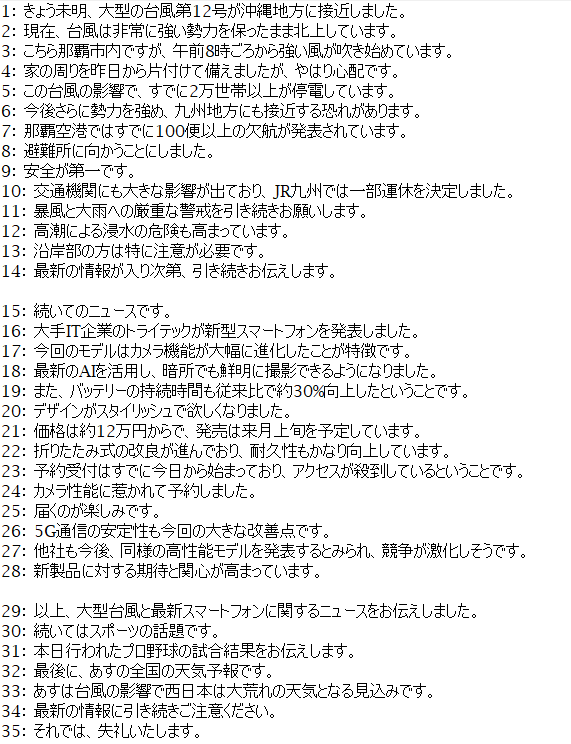 1: きょう未明、大型の台風第12号が沖縄地方に接近しました。
2: 現在、台風は非常に強い勢力を保ったまま北上しています。
3: こちら那覇市内ですが、午前8時ごろから強い風が吹き始めています。
4: 家の周りを昨日から片付けて備えましたが、やはり心配です。
5: この台風の影響で、すでに2万世帯以上が停電しています。
6: 今後さらに勢力を強め、九州地方にも接近する恐れがあります。
7: 那覇空港ではすでに100便以上の欠航が発表されています。
8: 避難所に向かうことにしました。
9: 安全が第一です。
10: 交通機関にも大きな影響が出ており、JR九州では一部運休を決定しました。
11: 暴風と大雨への厳重な警戒を引き続きお願いします。
12: 高潮による浸水の危険も高まっています。
13: 沿岸部の方は特に注意が必要です。
14: 最新の情報が入り次第、引き続きお伝えします。
15: 続いてのニュースです。
16: 大手IT企業のトライテックが新型スマートフォンを発表しました。
17: 今回のモデルはカメラ機能が大幅に進化したことが特徴です。
18: 最新のAIを活用し、暗所でも鮮明に撮影できるようになりました。
19: また、バッテリーの持続時間も従来比で約30%向上したということです。
20: デザインがスタイリッシュで欲しくなりました。
21: 価格は約12万円からで、発売は来月上旬を予定しています。
22: 折りたたみ式の改良が進んでおり、耐久性もかなり向上しています。
23: 予約受付はすでに今日から始まっており、アクセスが殺到しているということです。
24: カメラ性能に惹かれて予約しました。
25: 届くのが楽しみです。
26: 5G通信の安定性も今回の大きな改善点です。
27: 他社も今後、同様の高性能モデルを発表するとみられ、競争が激化しそうです。
28: 新製品に対する期待と関心が高まっています。
29: 以上、大型台風と最新スマートフォンに関するニュースをお伝えしました。
30: 続いてはスポーツの話題です。
31: 本日行われたプロ野球の試合結果をお伝えします。
32: 最後に、あすの全国の天気予報です。
33: あすは台風の影響で西日本は大荒れの天気となる見込みです。
34: 最新の情報に引き続きご注意ください。
35: それでは、失礼いたします。